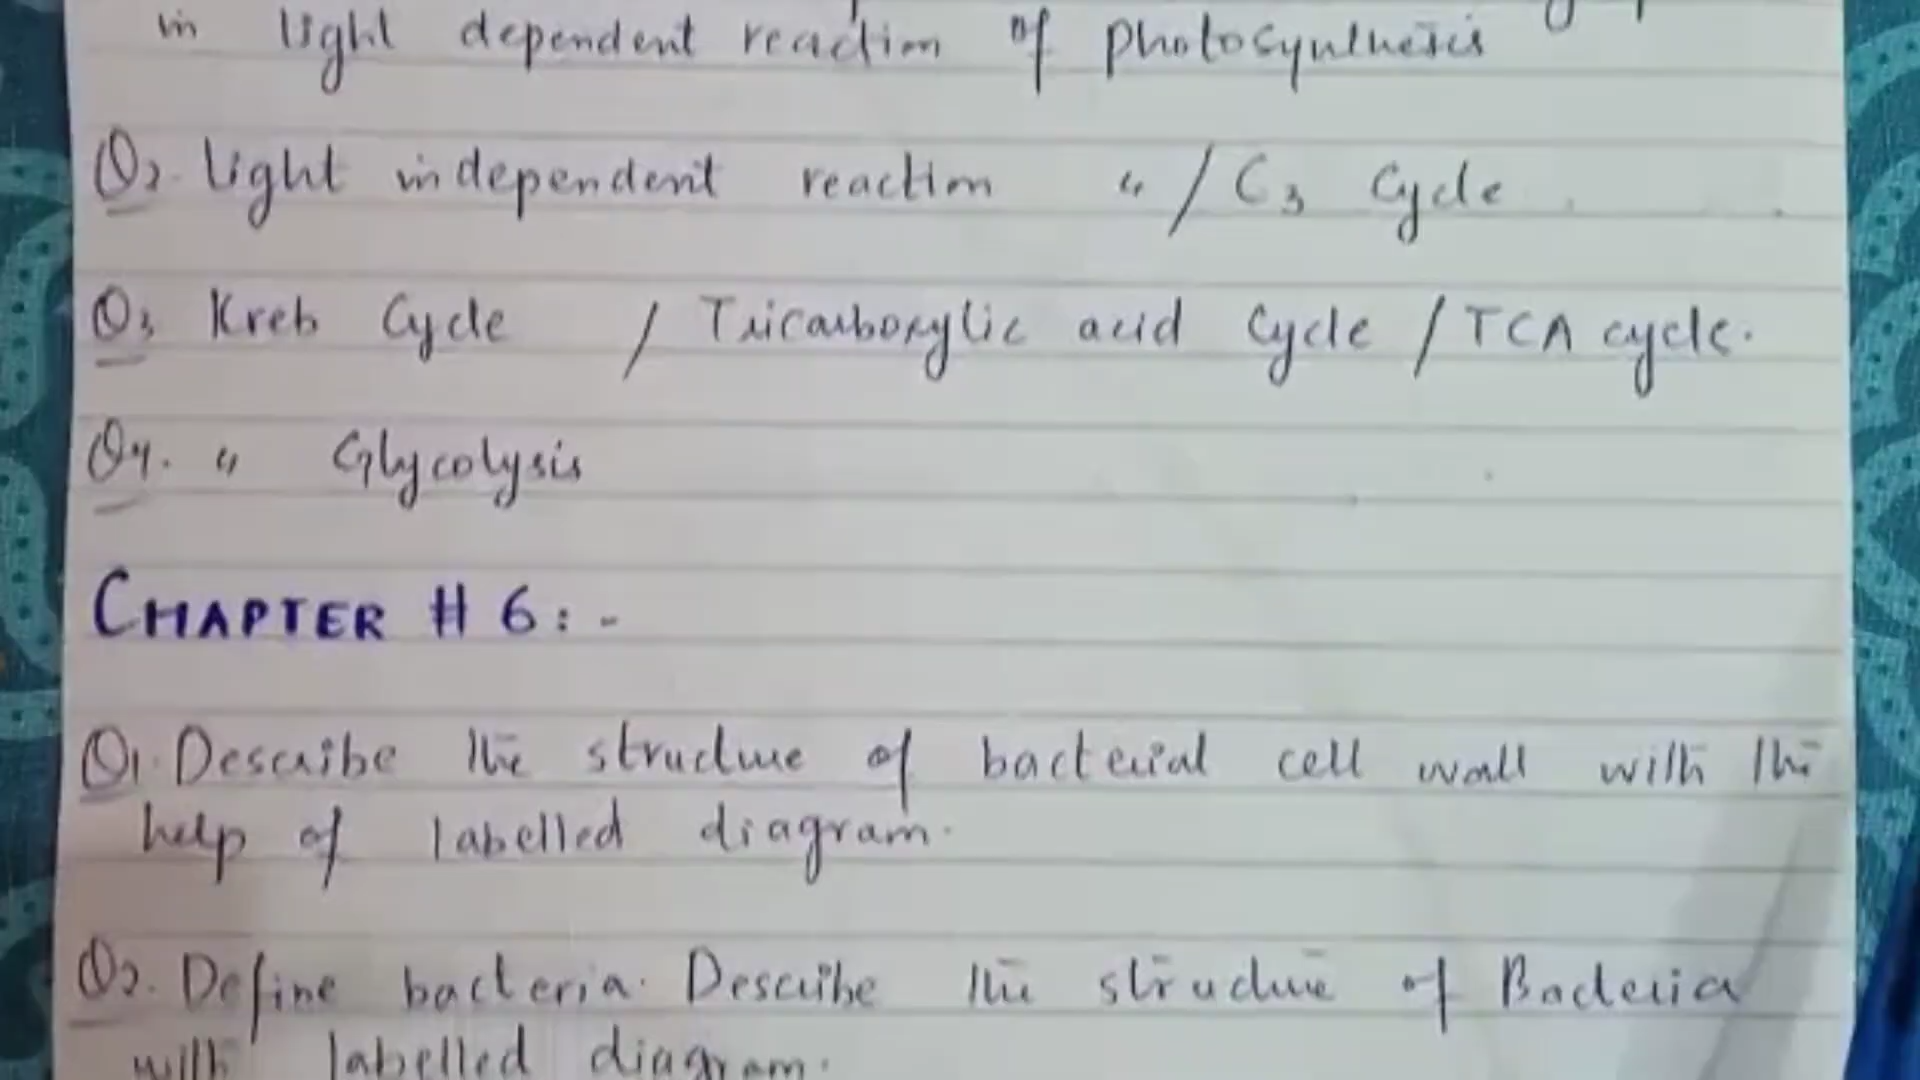 in light dependent reaction of photosynthesis
Q2. Light independent reaction " / C3 Cycle.
Q3 Kreb Cycle / Tricarboxylic acid Cycle / TCA cycle.
Q4. " Glycolysis
CHAPTER # 6:-
Q1. Describe the structure of bacterial cell wall with the
help of labelled diagram.
Q2. Define bacteria. Describe the structure of Bacteria
with labelled diagram.